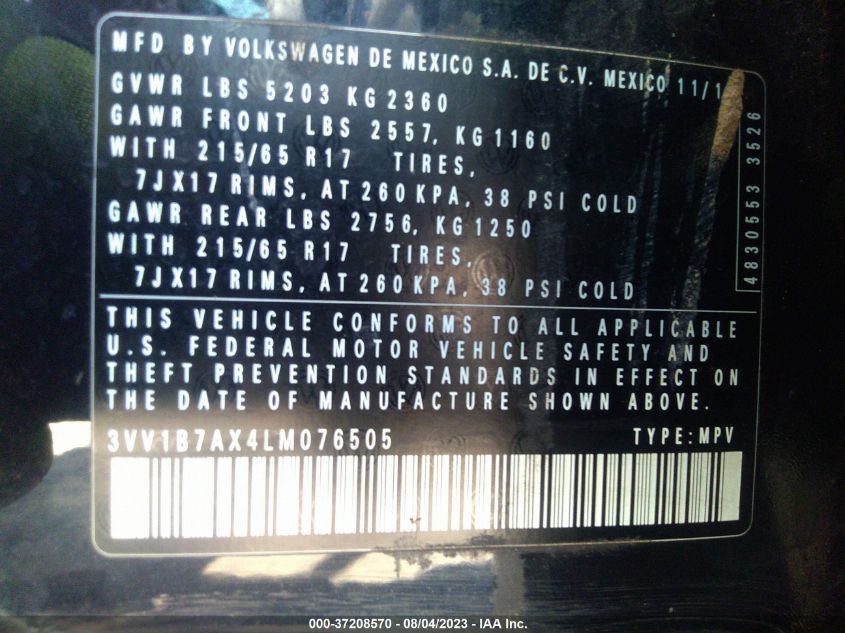 MFD BY VOLKSWAGEN DE MEXICO S.A. DE C.V. MEXICO 11/1
GVWR LBS 5203 KG 2360
GAWR FRONT LBS 2557, KG 1160
WITH 215/65 R17 TIRES,
7JX17 RIMS, AT 260 KPA, 38 PSI COLD
GAWR REAR LBS 2756, KG 1250
WITH 215/65 R17 TIRES,
7JX17 RIMS, AT 260 KPA, 38 PSI COLD
4830553 3526
THIS VEHICLE CONFORMS TO ALL APPLICABLE
U.S. FEDERAL MOTOR VEHICLE SAFETY AND
THEFT PREVENTION STANDARDS IN EFFECT ON
THE DATE OF MANUFACTURE SHOWN ABOVE.
3VV1B7AX4LM076505 TYPE: MPV
000-37208570 - 08/04/2023 - IAA Inc.